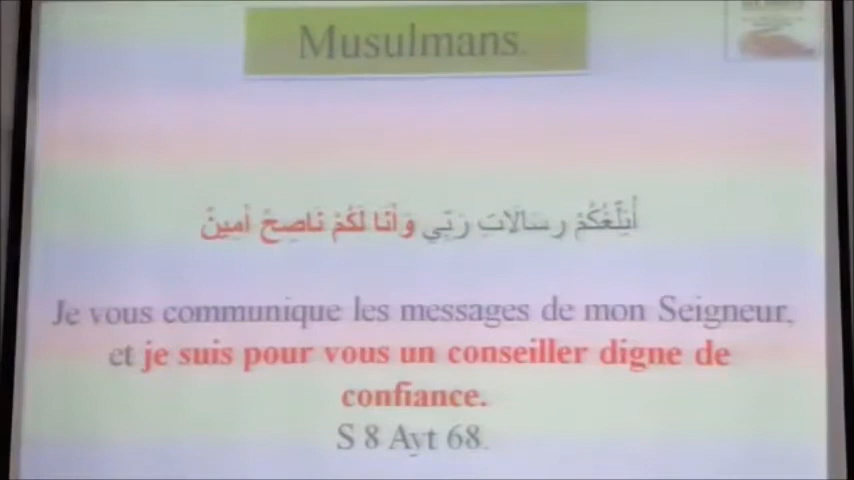 Musulmans.
أُبَلِّغُكُمْ رِسَالَاتِ رَبِّي وَأَنَا لَكُمْ نَاصِحٌ أَمِينٌ
Je vous communique les messages de mon Seigneur,
et je suis pour vous un conseiller digne de
confiance.
S 8 Ayt 68.